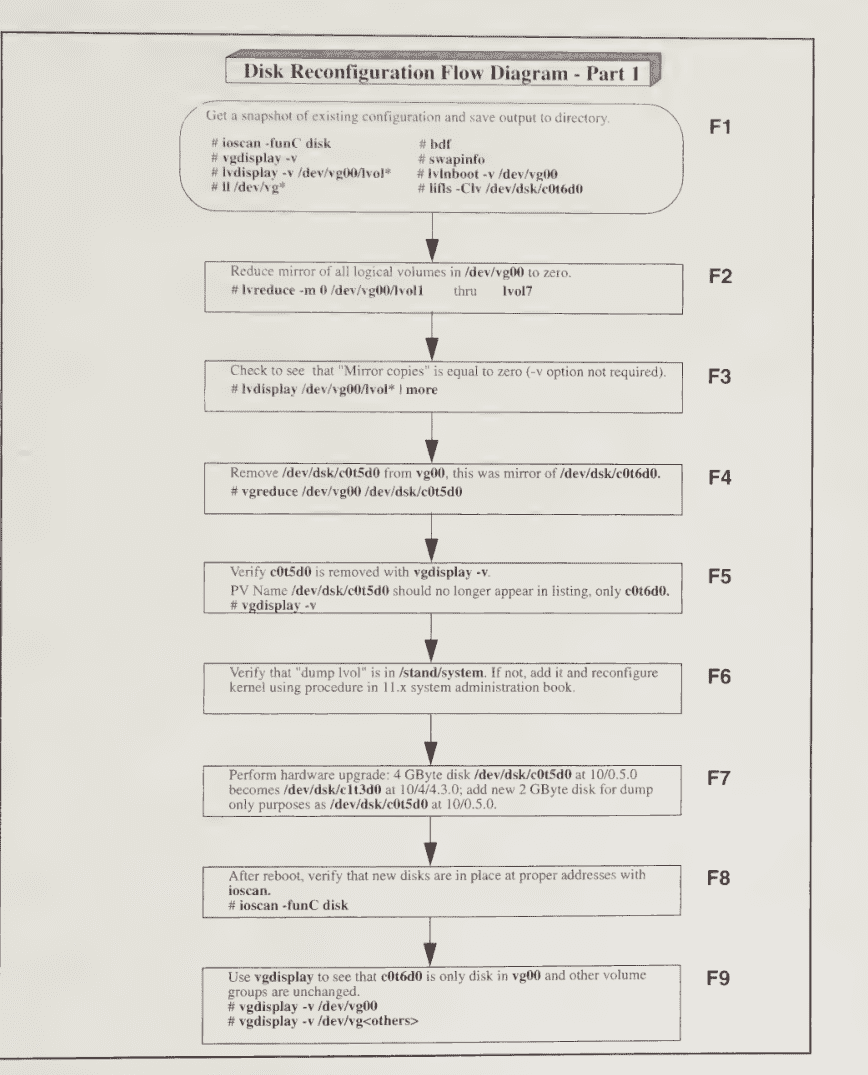 Disk Reconfiguration Flow Diagram - Part 1
Get a snapshot of existing configuration and save output to directory.
F1
# ioscan -funC disk # bdf
# vgdisplay -v # swapinfo
# lvdisplay -v /dev/vg00/lvol* # lvlnboot -v /dev/vg00
# ll /dev/vg* # lifls -Clv /dev/dsk/c0t6d0
Reduce mirror of all logical volumes in /dev/vg00 to zero.
F2
# lvreduce -m 0 /dev/vg00/lvol1 thru lvol7
Check to see that "Mirror copies" is equal to zero (-v option not required).
F3
# lvdisplay /dev/vg00/lvol* | more
Remove /dev/dsk/c0t5d0 from vg00, this was mirror of /dev/dsk/c0t6d0.
F4
# vgreduce /dev/vg00 /dev/dsk/c0t5d0
Verify c0t5d0 is removed with vgdisplay -v.
F5
PV Name /dev/dsk/c0t5d0 should no longer appear in listing, only c0t6d0.
# vgdisplay -v
Verify that "dump lvol" is in /stand/system. If not, add it and reconfigure
F6
kernel using procedure in 11.x system administration book.
Perform hardware upgrade: 4 GByte disk /dev/dsk/c0t5d0 at 10/0.5.0
F7
becomes /dev/dsk/c1t3d0 at 10/4/4.3.0; add new 2 GByte disk for dump
only purposes as /dev/dsk/c0t5d0 at 10/0.5.0.
After reboot, verify that new disks are in place at proper addresses with
F8
ioscan.
# ioscan -funC disk
Use vgdisplay to see that c0t6d0 is only disk in vg00 and other volume
F9
groups are unchanged.
# vgdisplay -v /dev/vg00
# vgdisplay -v /dev/vg<others>